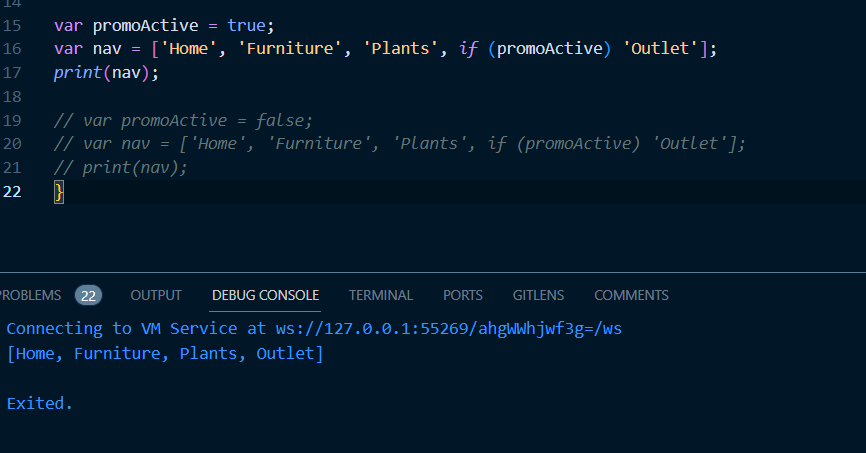 14
15 var promoActive = true;
16 var nav = ['Home', 'Furniture', 'Plants', if (promoActive) 'Outlet'];
17 print(nav);
18
19 // var promoActive = false;
20 // var nav = ['Home', 'Furniture', 'Plants', if (promoActive) 'Outlet'];
21 // print(nav);
22 }
PROBLEMS 22 OUTPUT DEBUG CONSOLE TERMINAL PORTS GITLENS COMMENTS
Connecting to VM Service at ws://127.0.0.1:55269/ahgWWhjwf3g=/ws
[Home, Furniture, Plants, Outlet]
Exited.